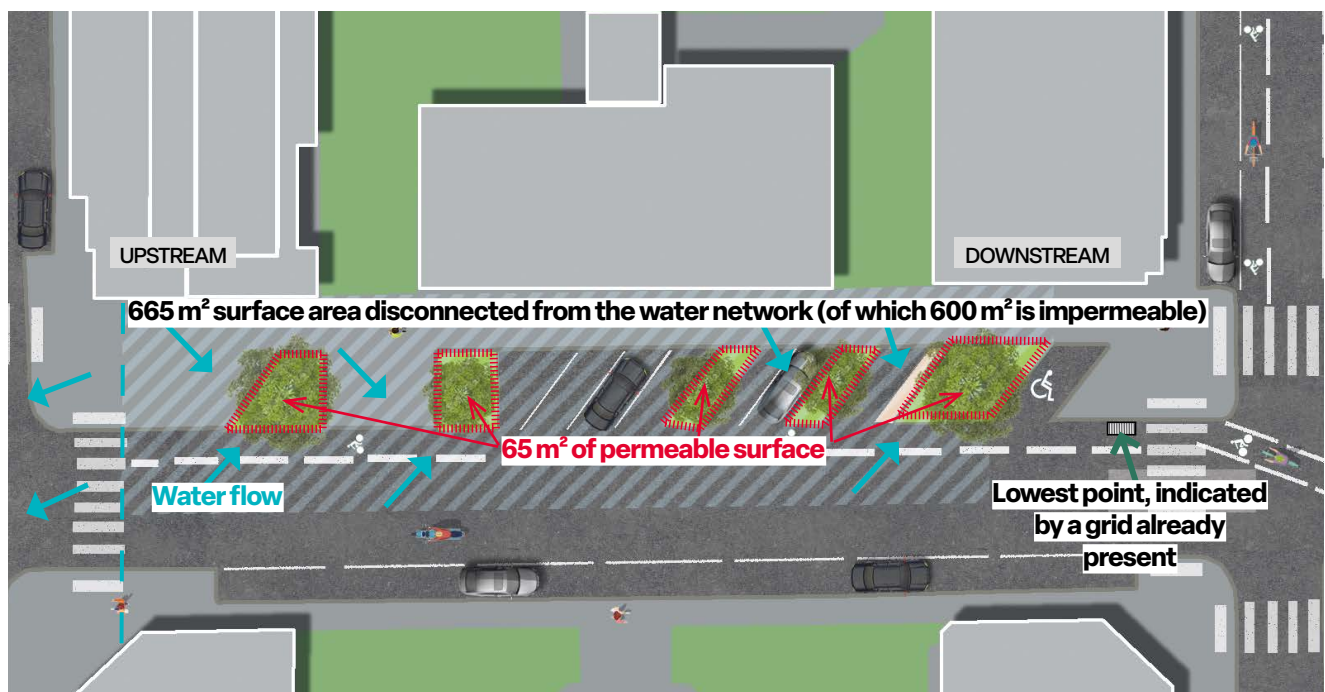 UPSTREAM
DOWNSTREAM
665 m² surface area disconnected from the water network (of which 600 m² is impermeable)
65 m² of permeable surface
Water flow
Lowest point, indicated
by a grid already
present